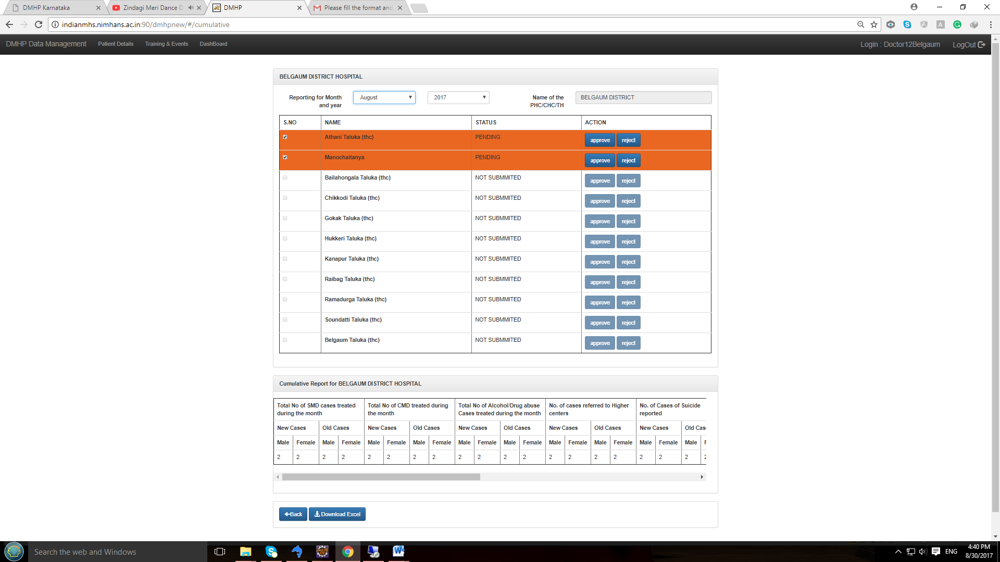 DMHP Karnataka
Zindagi Meri Dance D
DMHP
Please fill the format and
indianmhs.nimhans.ac.in:90/dmhpnew/#/cumulative
DMHP Data Management Patient Details Training & Events DashBoard Login : Doctor12Belgaum LogOut
BELGAUM DISTRICT HOSPITAL
Reporting for Month and year August 2017 Name of the PHC/CHC/TH BELGAUM DISTRICT
S.NO NAME STATUS ACTION
Athani Taluka (thc) PENDING approve reject
Manochaitanya PENDING approve reject
Bailahongala Taluka (thc) NOT SUBMMITED approve reject
Chikkodi Taluka (thc) NOT SUBMMITED approve reject
Gokak Taluka (thc) NOT SUBMMITED approve reject
Hukkeri Taluka (thc) NOT SUBMMITED approve reject
Kanapur Taluka (thc) NOT SUBMMITED approve reject
Raibag Taluka (thc) NOT SUBMMITED approve reject
Ramadurga Taluka (thc) NOT SUBMMITED approve reject
Soundatti Taluka (thc) NOT SUBMMITED approve reject
Belgaum Taluka (thc) NOT SUBMMITED approve reject
Cumulative Report for BELGAUM DISTRICT HOSPITAL
Total No of SMD cases treated during the month
Total No of CMD treated during the month
Total No of Alcohol/Drug abuse Cases treated during the month
No. of cases referred to Higher centers
No. of Cases of Suicide reported
New Cases Old Cases New Cases Old Cases New Cases Old Cases New Cases Old Cases New Cases Old Cas
Male Female Male Female Male Female Male Female Male Female Male Female Male Female Male Female Male Female Male F
2 2 2 2 2 2 2 2 2 2 2 2 2 2 2 2 2 2 2 2
Back Download Excel
Search the web and Windows
ENG
4:40 PM
8/30/2017